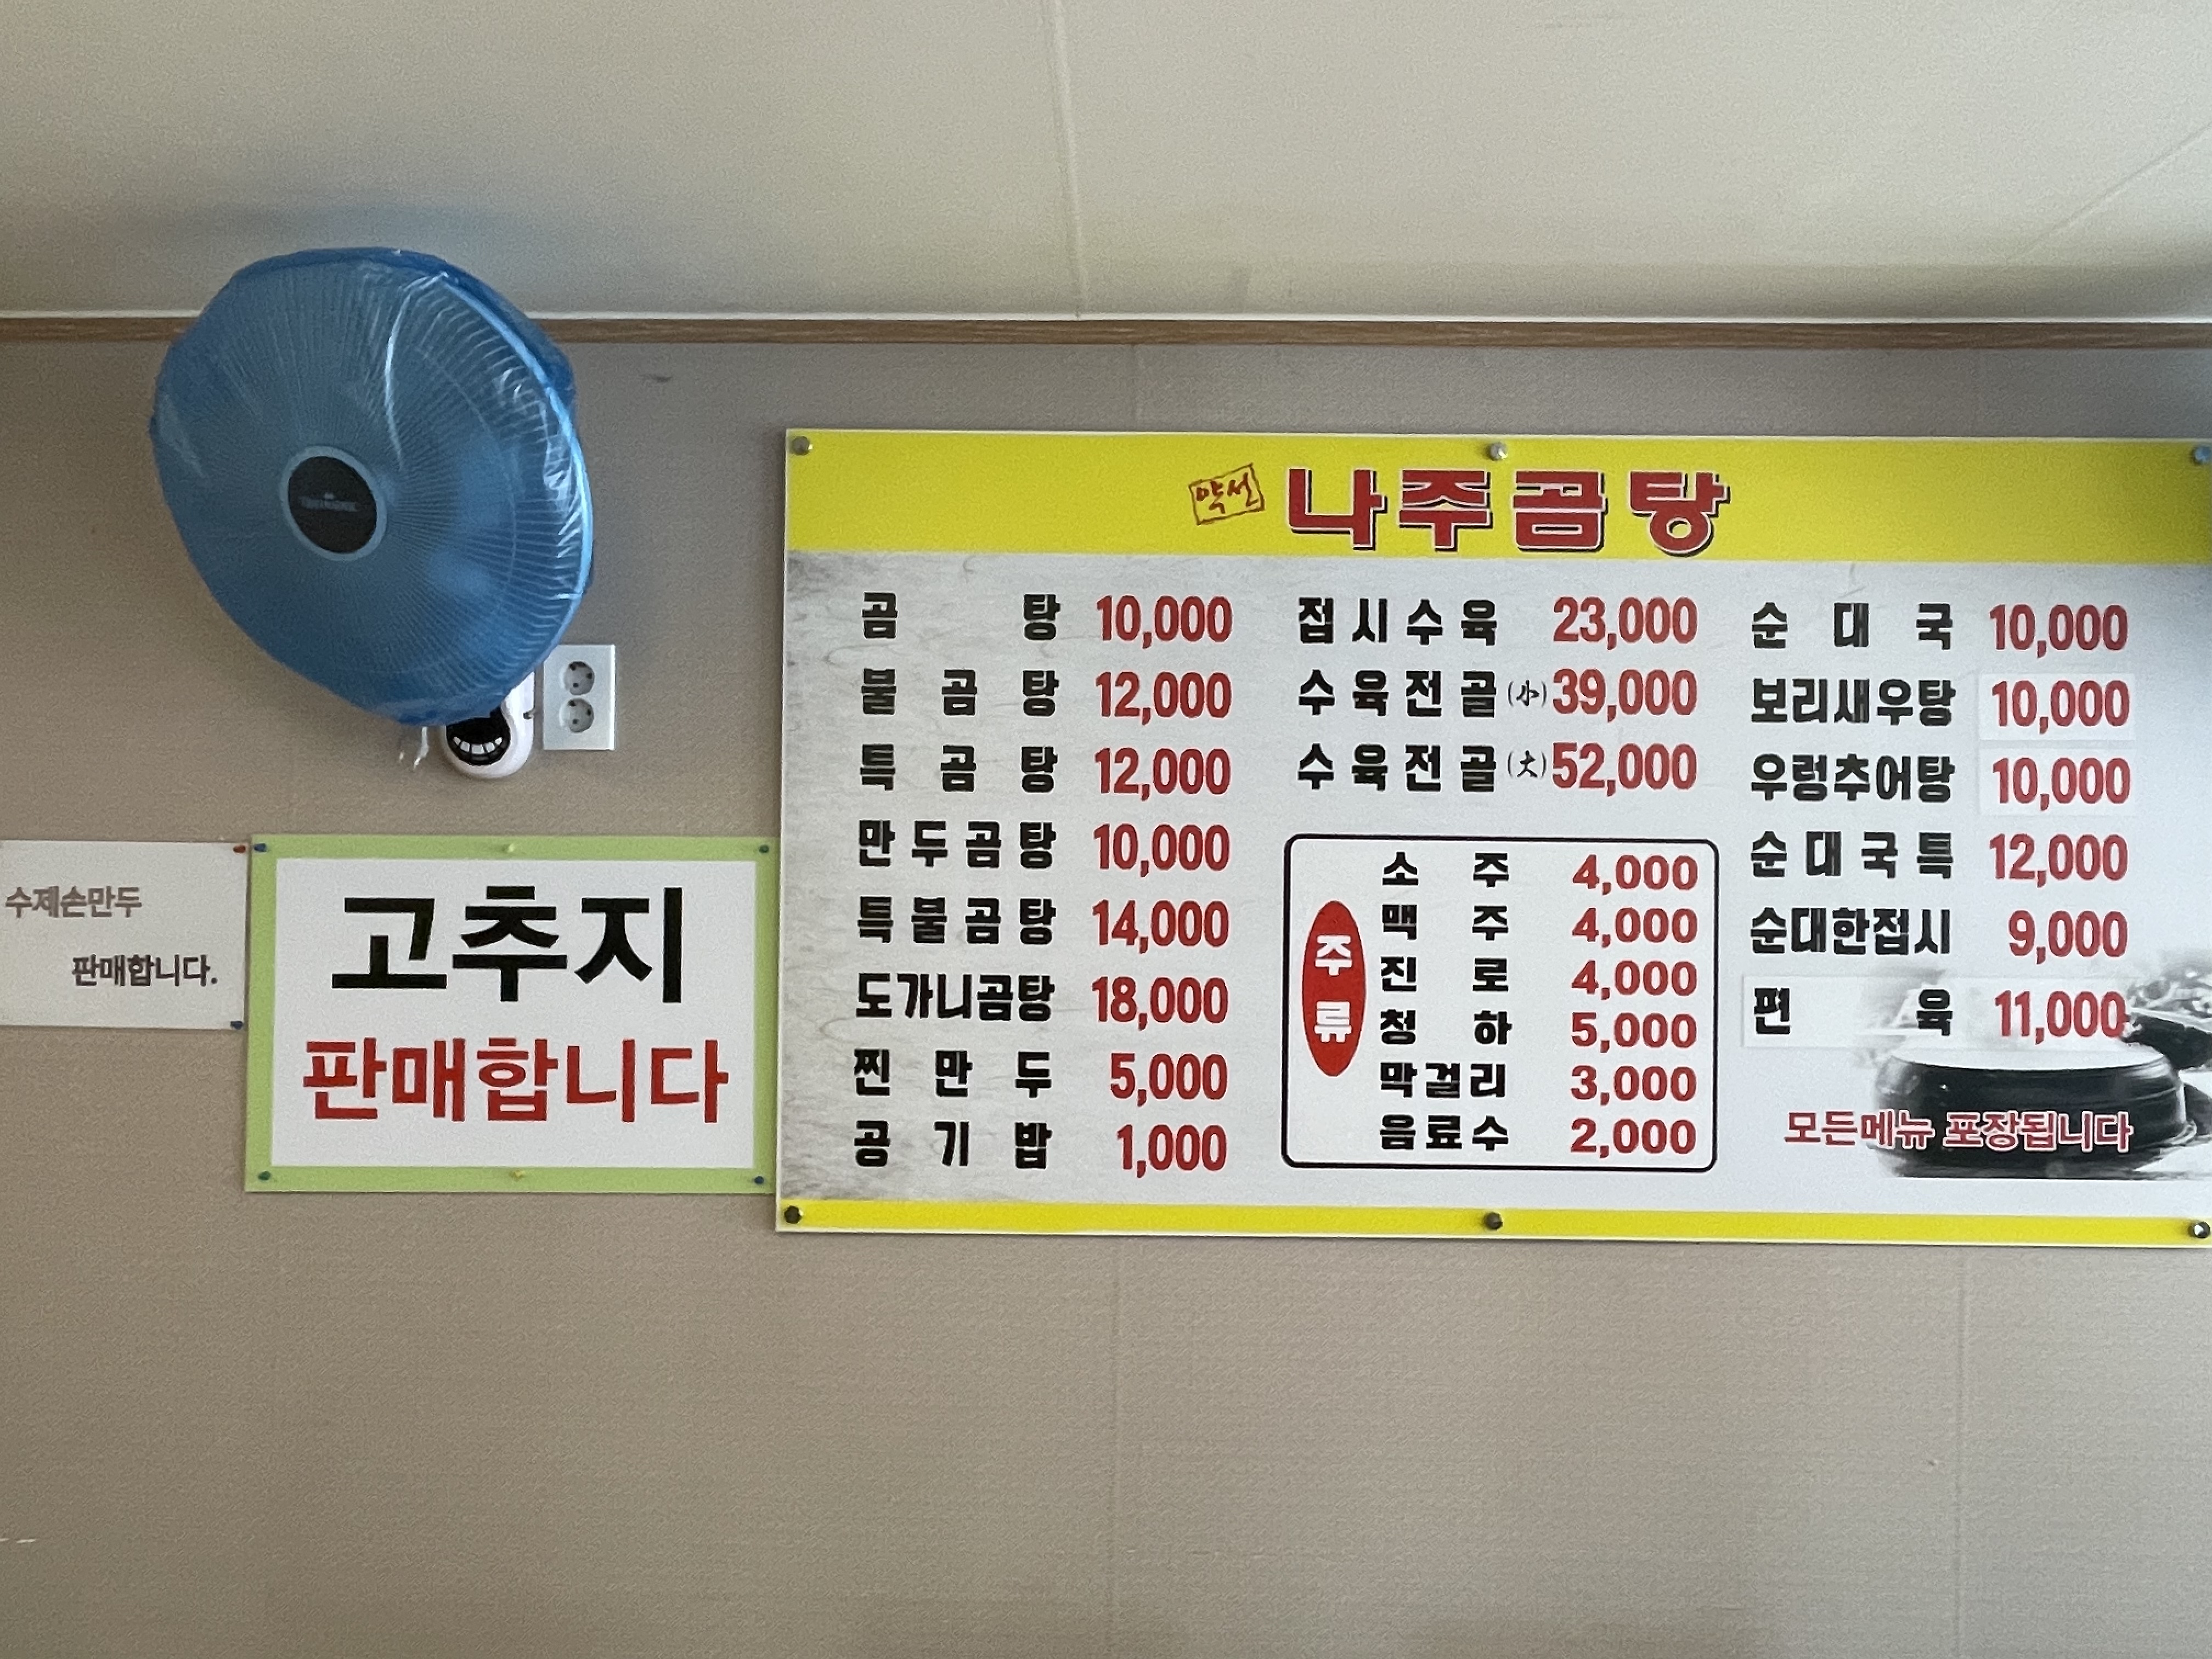 수제손만두
판매합니다.
고추지
판매합니다
약선 나주곰탕
곰탕 10,000
불곰탕 12,000
특곰탕 12,000
만두곰탕 10,000
특불곰탕 14,000
도가니곰탕 18,000
찐만두 5,000
공기밥 1,000
접시수육 23,000
수육전골(小) 39,000
수육전골(大) 52,000
주류
소주 4,000
맥주 4,000
진로 4,000
청하 5,000
막걸리 3,000
음료수 2,000
순대국 10,000
보리새우탕 10,000
우렁추어탕 10,000
순대국특 12,000
순대한접시 9,000
편육 11,000
모든메뉴 포장됩니다